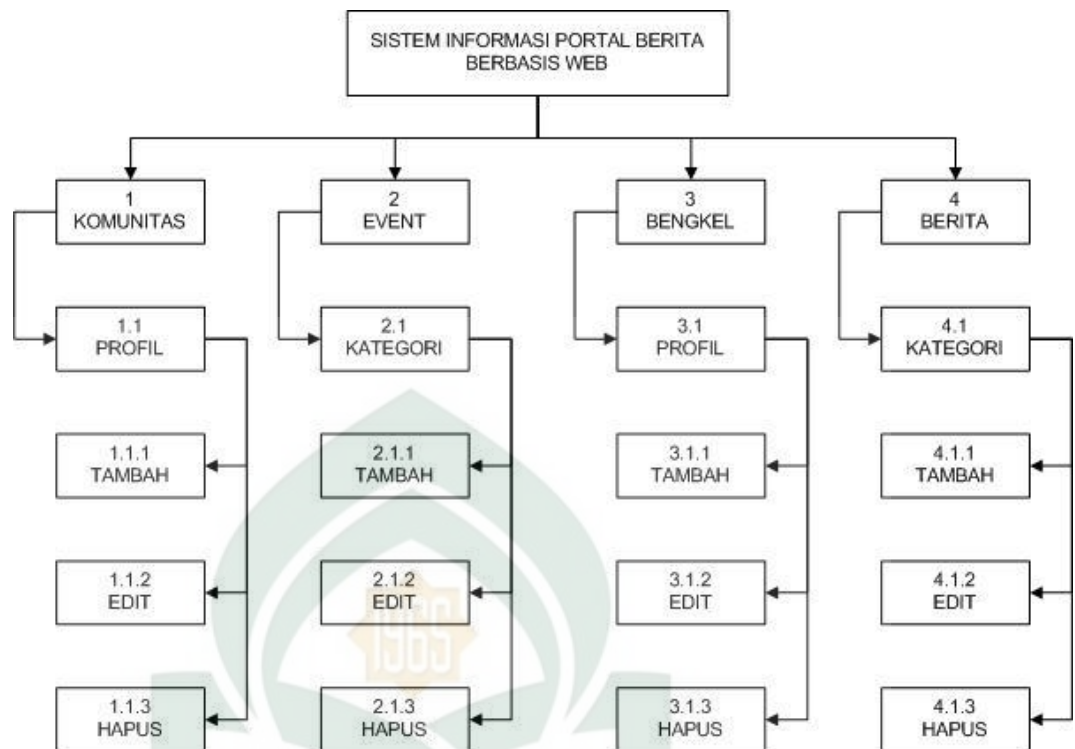 SISTEM INFORMASI PORTAL BERITA
BERBASIS WEB
1
KOMUNITAS
2
EVENT
3
BENGKEL
4
BERITA
1.1
PROFIL
2.1
KATEGORI
3.1
PROFIL
4.1
KATEGORI
1.1.1
TAMBAH
2.1.1
TAMBAH
3.1.1
TAMBAH
4.1.1
TAMBAH
1.1.2
EDIT
2.1.2
EDIT
3.1.2
EDIT
4.1.2
EDIT
1965
1.1.3
HAPUS
2.1.3
HAPUS
3.1.3
HAPUS
4.1.3
HAPUS